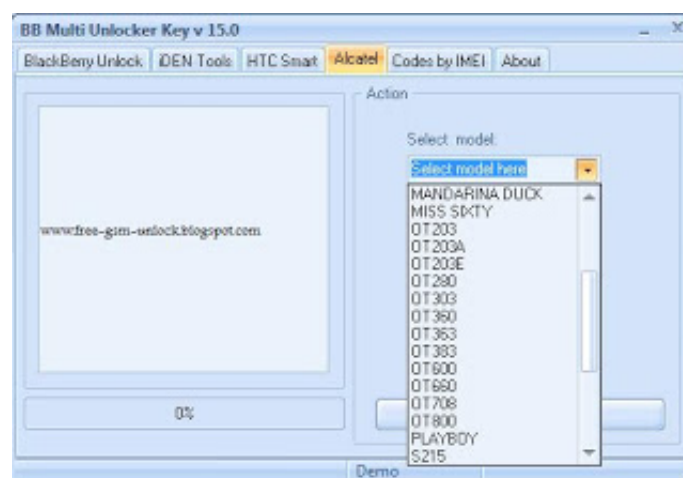 BB Multi Unlocker Key v 15.0
BlackBerry Unlock iDEN Tools HTC Smart Alcatel Codes by IMEI About
Action
Select model:
Select model here
MANDARINA DUCK
MISS SIXTY
OT203
OT203A
OT203E
OT280
OT303
OT360
OT363
OT383
OT600
OT660
OT708
OT800
PLAYBOY
S215
www.free-gsm-unlock.blogspot.com
0%
Demo